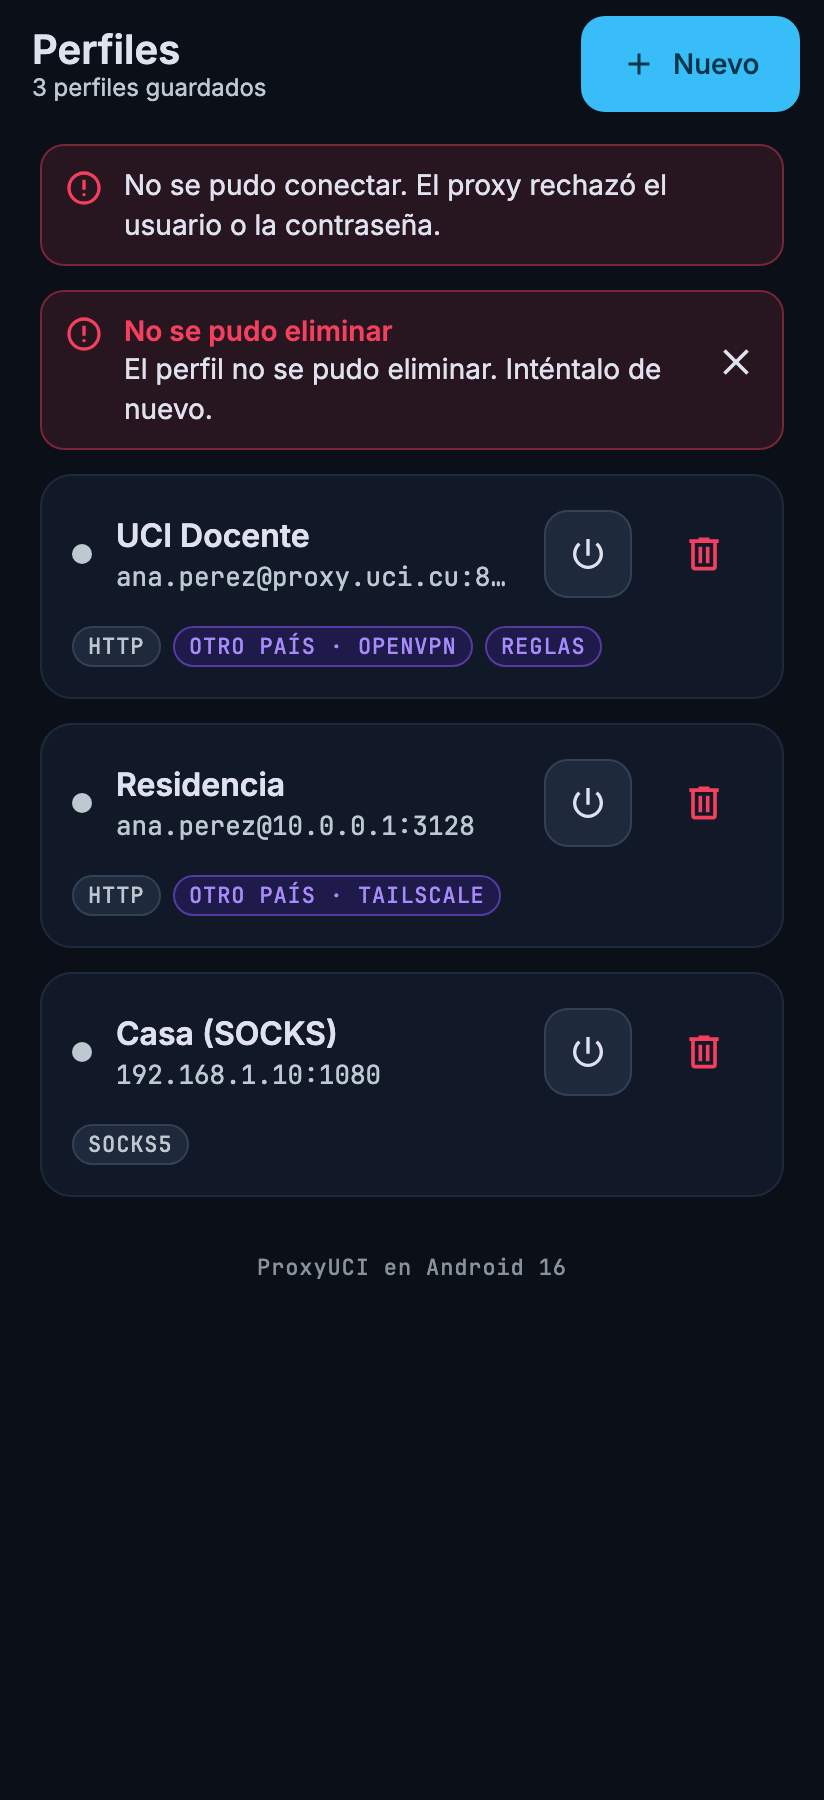 Perfiles
3 perfiles guardados
+ Nuevo
No se pudo conectar. El proxy rechazó el
usuario o la contraseña.
No se pudo eliminar
El perfil no se pudo eliminar. Inténtalo de
nuevo.
UCI Docente
ana.perez@proxy.uci.cu:8…
HTTP
OTRO PAÍS · OPENVPN
REGLAS
Residencia
ana.perez@10.0.0.1:3128
HTTP
OTRO PAÍS · TAILSCALE
Casa (SOCKS)
192.168.1.10:1080
SOCKS5
ProxyUCI en Android 16